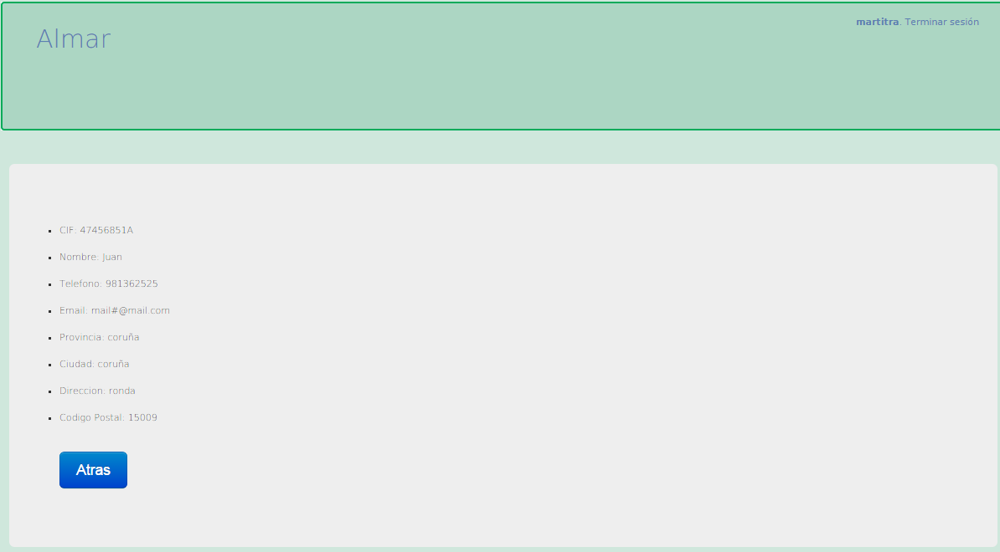 Almar
martitra. Terminar sesión
CIF: 47456851A
Nombre: Juan
Telefono: 981362525
Email: mail#@mail.com
Provincia: coruña
Ciudad: coruña
Direccion: ronda
Codigo Postal: 15009
Atras